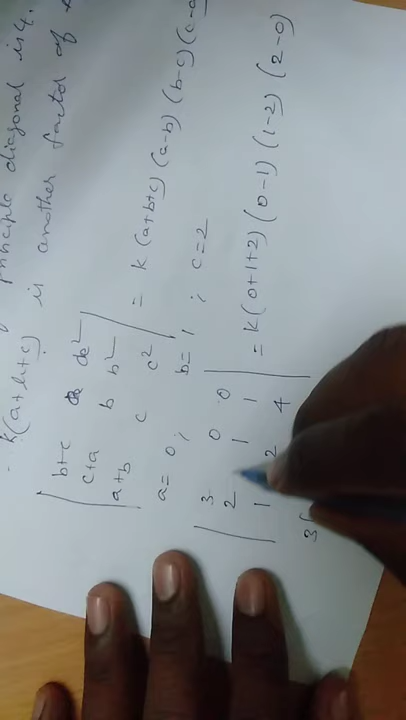 principle diagonal is 4.
k(a+b+c) is another factor of
| b+c a a² |
| c+a b b² | = k (a+b+c) (a-b) (b-c) (c-a
| a+b c c² |
a = 0 ; b = 1 ; c = 2
| 3 0 0 |
| 2 1 1 | = k (0+1+2) (0-1) (1-2) (2-0)
| 1 2 4 |
3(